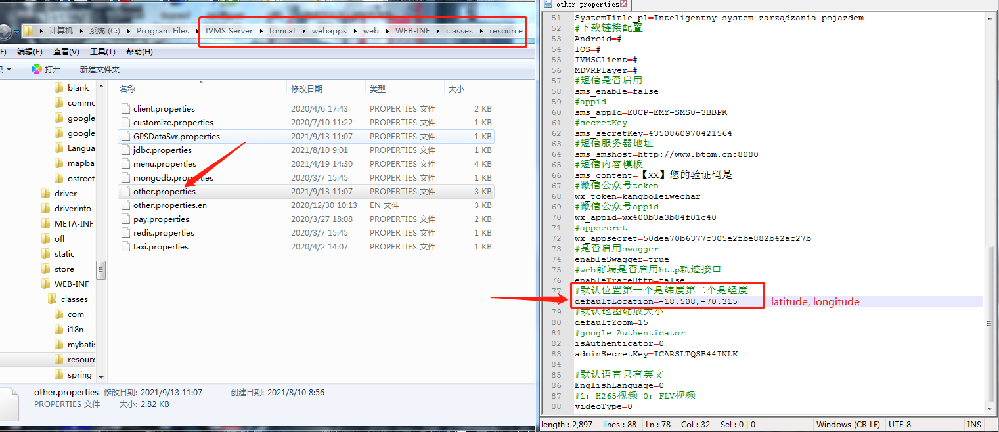 计算机 系统 (C:) Program Files IVMS Server tomcat webapps web WEB-INF classes resource
F) 编辑(E) 查看(V) 工具(T) 帮助(H)
打开 新建文件夹
blank
commo
google
google
Langua
mapba
ostreet
driver
driverinfo
META-INF
ofl
static
store
WEB-INF
classes
com
i18n
mybatis
resourc
spring
名称 修改日期 类型 大小
client.properties 2020/4/6 17:43 PROPERTIES 文件 2 KB
customize.properties 2020/7/10 11:22 PROPERTIES 文件 1 KB
GPSDataSvr.properties 2021/9/13 11:07 PROPERTIES 文件 1 KB
jdbc.properties 2021/8/10 9:01 PROPERTIES 文件 1 KB
menu.properties 2021/4/19 14:30 PROPERTIES 文件 4 KB
mongodb.properties 2020/3/7 15:45 PROPERTIES 文件 1 KB
other.properties 2021/9/13 11:07 PROPERTIES 文件 3 KB
other.properties.en 2020/12/30 10:13 EN 文件 3 KB
pay.properties 2020/3/27 18:08 PROPERTIES 文件 2 KB
redis.properties 2020/3/7 15:45 PROPERTIES 文件 1 KB
taxi.properties 2020/4/2 14:07 PROPERTIES 文件 1 KB
other.properties 修改日期: 2021/9/13 11:07 创建日期: 2021/8/10 8:56
PROPERTIES 文件 大小: 2.82 KB
other.properties
51 SystemTitle_pl=Inteligentny system zarządzania pojazdem
52 #下载链接配置
53 Android=#
54 IOS=#
55 IVMSClient=#
56 MDVRPlayer=#
57 #短信是否启用
58 sms_enable=false
59 #appid
60 sms_appId=EUCP-EMY-SMS0-3BBPK
61 #secretKey
62 sms_secretKey=4350860970421564
63 #短信服务器地址
64 sms_smshost=http://www.btom.cn:8080
65 #短信内容模板
66 sms_content=【XX】您的验证码是
67 #微信公众号token
68 wx_token=kangboleiwechar
69 #微信公众号appid
70 wx_appid=wx400b3a3b84f01c40
71 #appsecret
72 wx_appsecret=50dea70b6377c305e2fbe882b42ac27b
73 #是否启用swagger
74 enableSwagger=true
75 #web前端是否启用http轨迹接口
76 enableTraceHttp=false
77 #默认位置第一个是纬度第二个是经度
defaultLocation=-18.508,-70.315 latitude, longitude
79 #默认地图缩放大小
80 defaultZoom=15
81 #google Authenticator
82 isAuthenticator=0
83 adminSecretKey=ICARSLTQSB44INLK
84
85 #默认语言只有英文
86 EnglishLanguage=0
87 #1: H265视频 0: FLV视频
88 videoType=0
length : 2,897 lines : 88 Ln : 78 Col : 32 Sel : 0 | 0 Windows (CR LF) UTF-8 INS